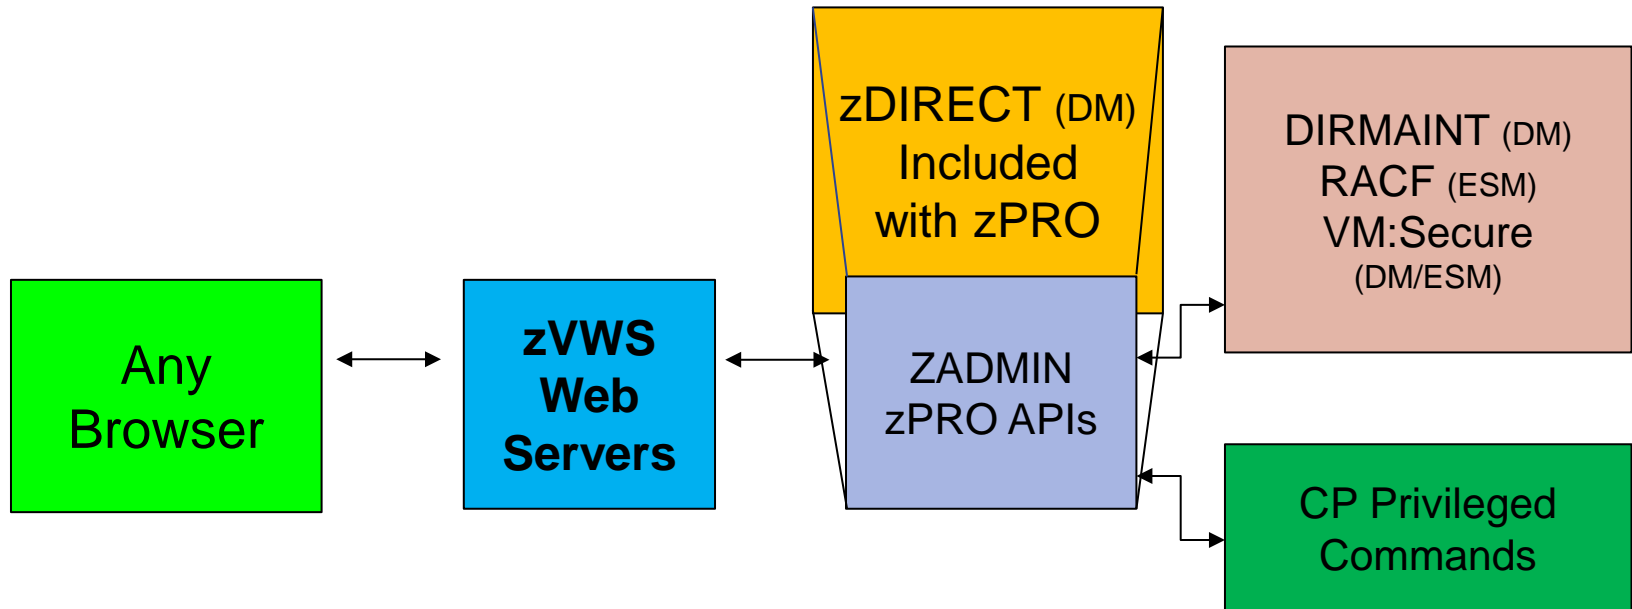 Any
Browser
zVWS
Web
Servers
zDIRECT (DM)
Included
with zPRO
ZADMIN
zPRO APIs
DIRMAINT (DM)
RACF (ESM)
VM:Secure
(DM/ESM)
CP Privileged
Commands